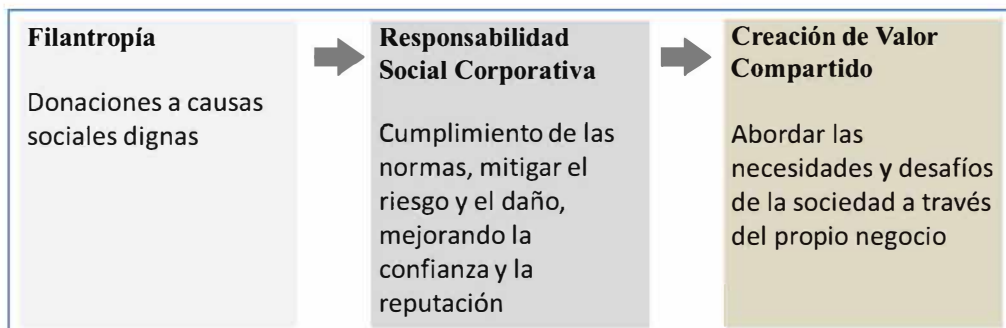 Filantropía
Donaciones a causas
sociales dignas
Responsabilidad
Social Corporativa
Cumplimiento de las
normas, mitigar el
riesgo y el daño,
mejorando la
confianza y la
reputación
Creación de Valor
Compartido
Abordar las
necesidades y desafíos
de la sociedad a través
del propio negocio